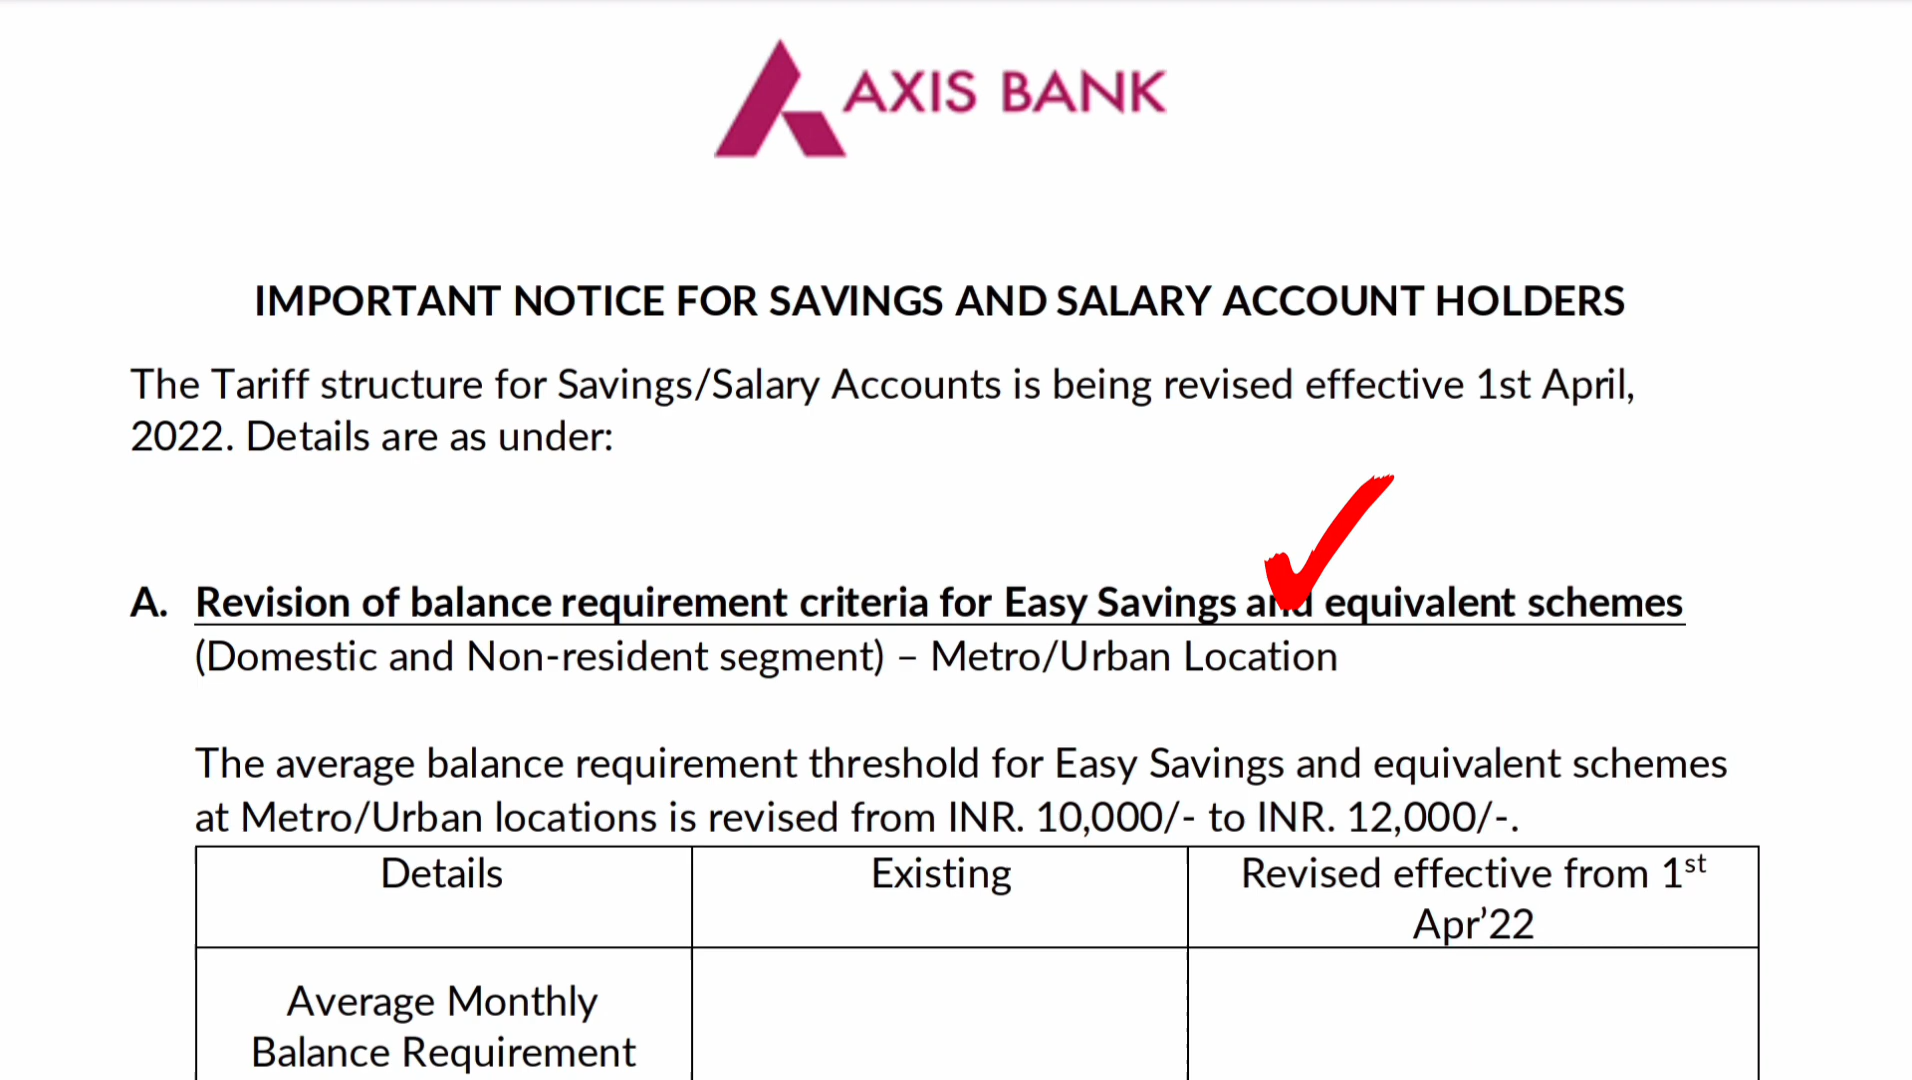 AXIS BANK
IMPORTANT NOTICE FOR SAVINGS AND SALARY ACCOUNT HOLDERS
The Tariff structure for Savings/Salary Accounts is being revised effective 1st April,
2022. Details are as under:
A. Revision of balance requirement criteria for Easy Savings and equivalent schemes
(Domestic and Non-resident segment) – Metro/Urban Location
The average balance requirement threshold for Easy Savings and equivalent schemes
at Metro/Urban locations is revised from INR. 10,000/- to INR. 12,000/-.
Details Existing Revised effective from 1st
Apr’22
Average Monthly
Balance Requirement